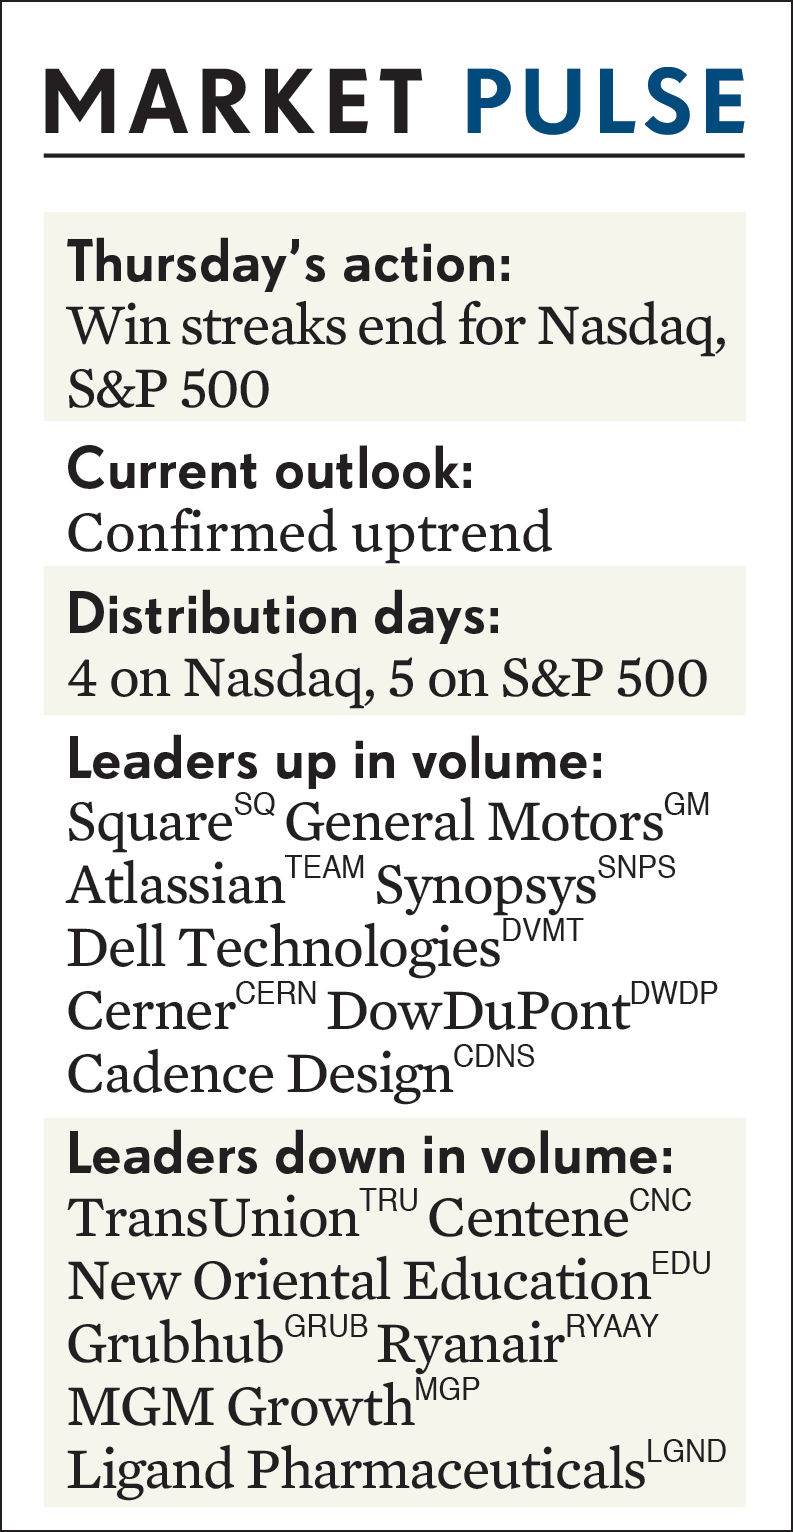 MARKET PULSE
Thursday’s action:
Win streaks end for Nasdaq,
S&P 500
Current outlook:
Confirmed uptrend
Distribution days:
4 on Nasdaq, 5 on S&P 500
Leaders up in volume:
Square SQ General Motors GM
Atlassian TEAM Synopsys SNPS
Dell Technologies DVMT
Cerner CERN DowDuPont DWDP
Cadence Design CDNS
Leaders down in volume:
TransUnion TRU Centene CNC
New Oriental Education EDU
Grubhub GRUB Ryanair RYAAY
MGM Growth MGP
Ligand Pharmaceuticals LGND